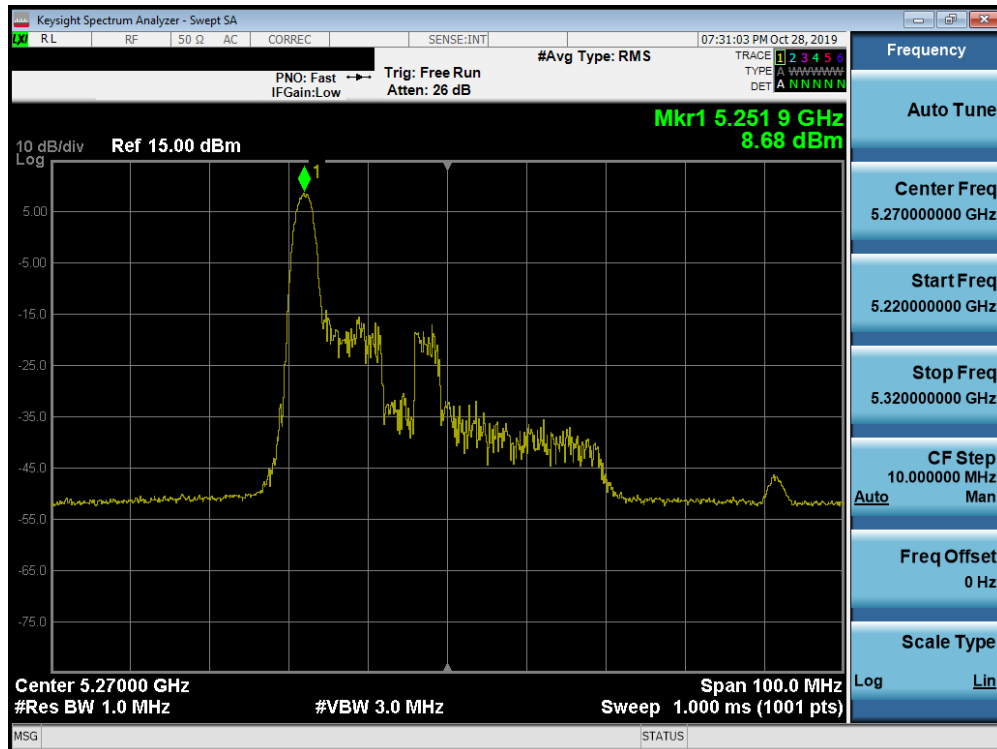 Keysight Spectrum Analyzer - Swept SA
LXI RL RF 50 Ω AC CORREC SENSE:INT 07:31:03 PM Oct 28, 2019
#Avg Type: RMS
TRACE 1 2 3 4 5 6
TYPE A WWWWWW
DET A N N N N N
PNO: Fast
IFGain:Low
Trig: Free Run
Atten: 26 dB
Mkr1 5.251 9 GHz
8.68 dBm
10 dB/div
Log
Ref 15.00 dBm
1
5.00
-5.00
-15.0
-25.0
-35.0
-45.0
-55.0
-65.0
-75.0
Center 5.27000 GHz
Span 100.0 MHz
#Res BW 1.0 MHz
#VBW 3.0 MHz
Sweep 1.000 ms (1001 pts)
MSG
STATUS
Frequency
Auto Tune
Center Freq
5.270000000 GHz
Start Freq
5.220000000 GHz
Stop Freq
5.320000000 GHz
CF Step
10.000000 MHz
Auto Man
Freq Offset
0 Hz
Scale Type
Log Lin